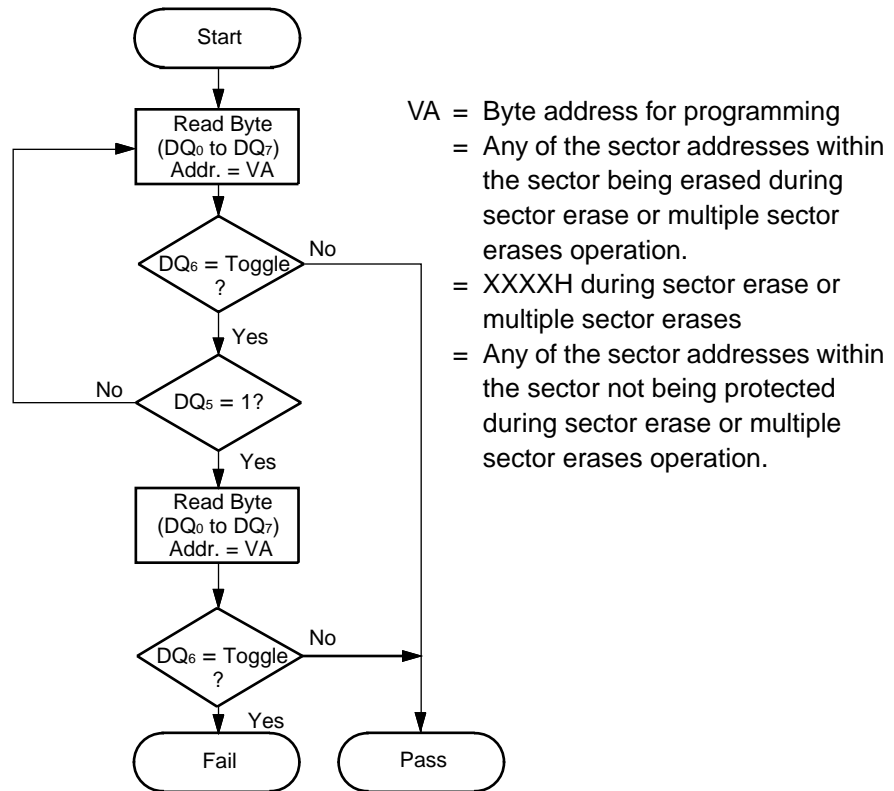 Start
Read Byte
(DQ0 to DQ7)
Addr. = VA
DQ6 = Toggle
?
No
Yes
DQ5 = 1?
No
Yes
Read Byte
(DQ0 to DQ7)
Addr. = VA
DQ6 = Toggle
?
No
Yes
Fail
Pass
VA = Byte address for programming
= Any of the sector addresses within
the sector being erased during
sector erase or multiple sector
erases operation.
= XXXXH during sector erase or
multiple sector erases
= Any of the sector addresses within
the sector not being protected
during sector erase or multiple
sector erases operation.